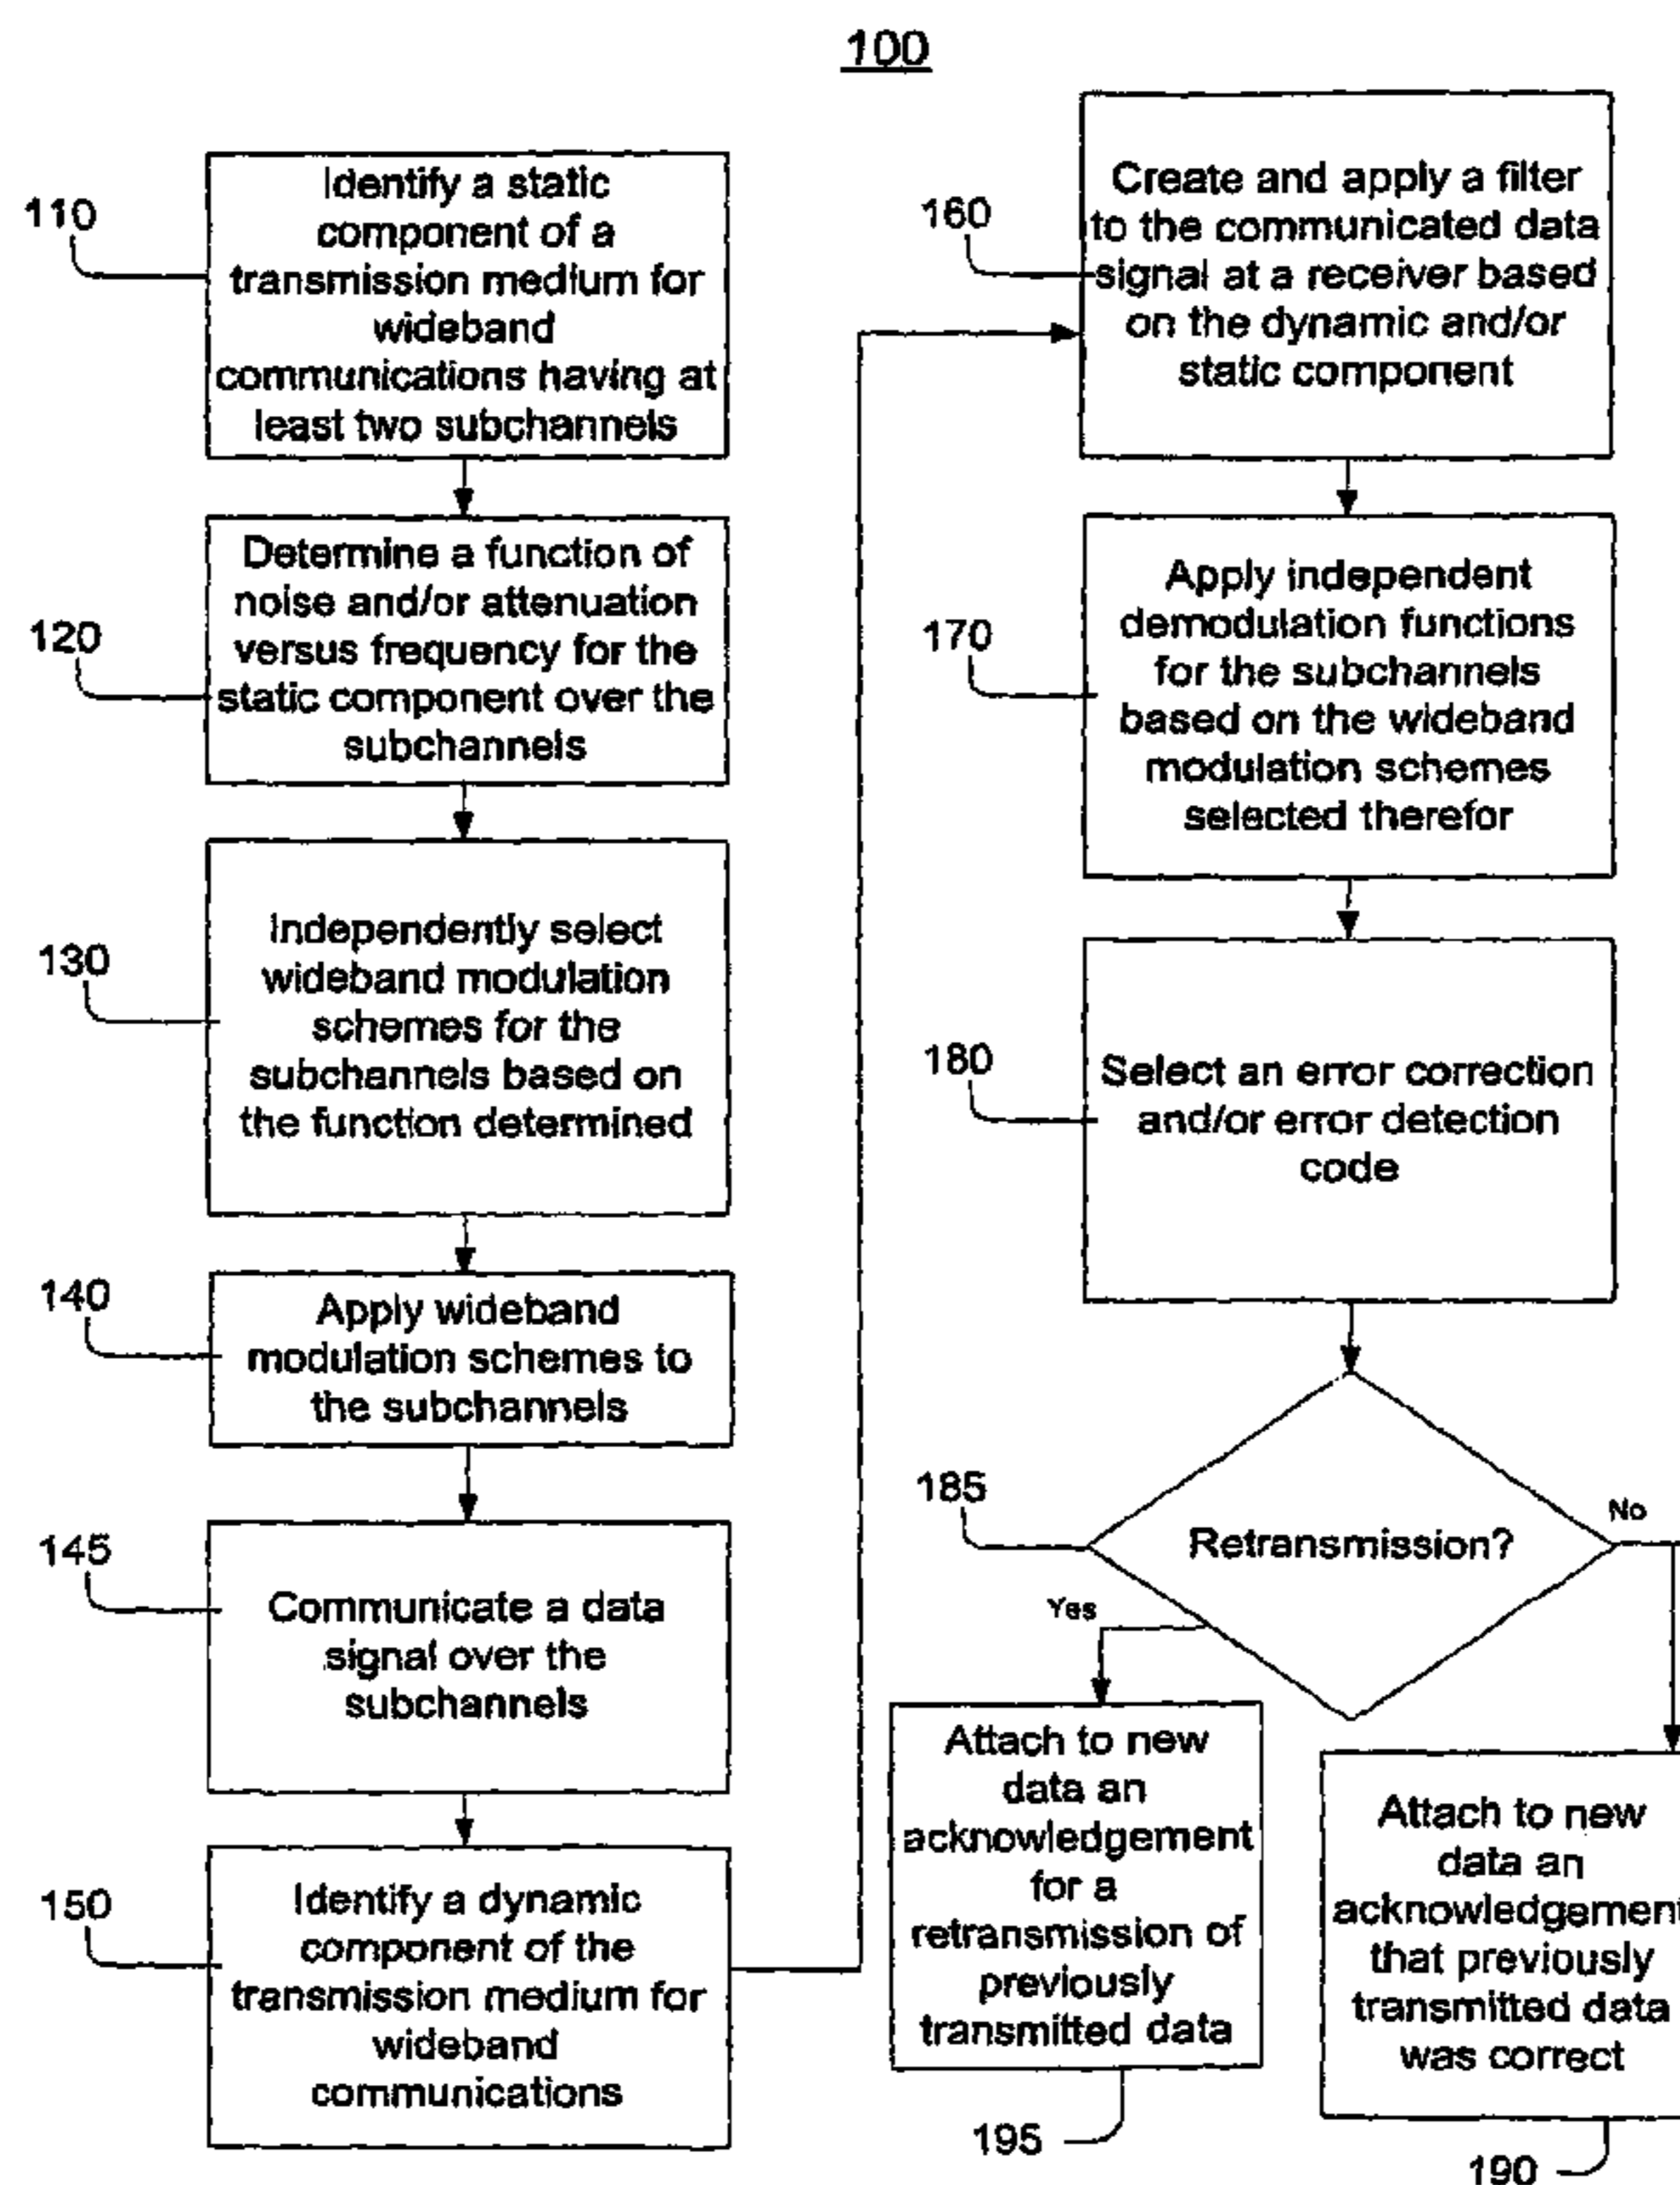 100
110
Identify a static
component of a
transmission medium for
wideband
communications having at
least two subchannels
120
Determine a function of
noise and/or attenuation
versus frequency for the
static component over the
subchannels
130
Independently select
wideband modulation
schemes for the
subchannels based on
the function determined
140
Apply wideband
modulation schemes to
the subchannels
145
Communicate a data
signal over the
subchannels
150
Identify a dynamic
component of the
transmission medium for
wideband
communications
160
Create and apply a filter
to the communicated data
signal at a receiver based
on the dynamic and/or
static component
170
Apply independent
demodulation functions
for the subchannels
based on the wideband
modulation schemes
selected therefor
180
Select an error correction
and/or error detection
code
185
Retransmission?
No
Yes
Attach to new
data an
acknowledgement
for a
retransmission of
previously
transmitted data
195
Attach to new
data an
acknowledgement
that previously
transmitted data
was correct
190